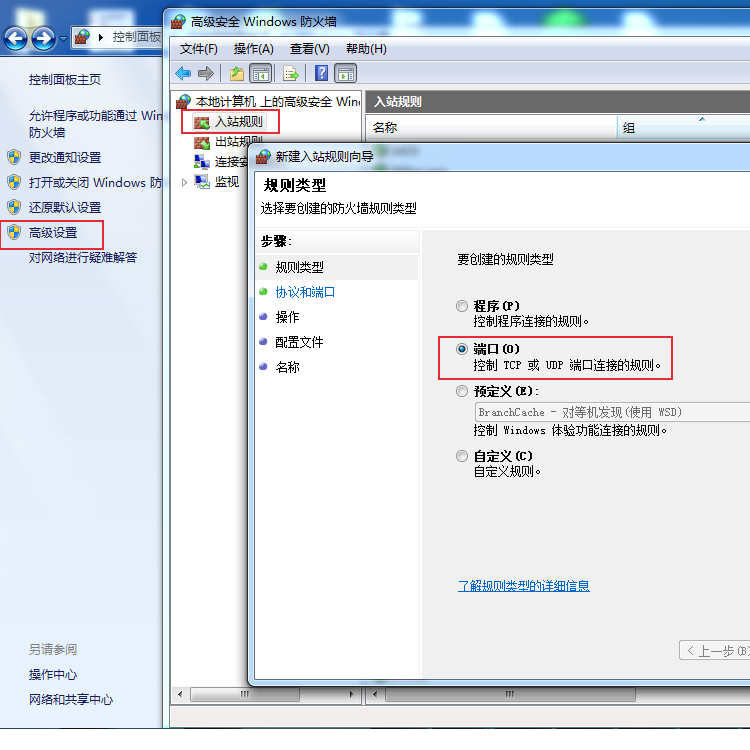 控制面板
控制面板主页
允许程序或功能通过 Win
防火墙
更改通知设置
打开或关闭 Windows 防
还原默认设置
高级设置
对网络进行疑难解答
另请参阅
操作中心
网络和共享中心
高级安全 Windows 防火墙
文件(F) 操作(A) 查看(V) 帮助(H)
本地计算机 上的高级安全 Win
入站规则
出站规则
连接安
监视
入站规则
名称 组
新建入站规则向导
规则类型
选择要创建的防火墙规则类型
步骤:
规则类型
协议和端口
操作
配置文件
名称
要创建的规则类型
程序(P)
控制程序连接的规则。
端口(O)
控制 TCP 或 UDP 端口连接的规则。
预定义(E):
BranchCache - 对等机发现(使用 WSD)
控制 Windows 体验功能连接的规则。
自定义(C)
自定义规则。
了解规则类型的详细信息
< 上一步(B)